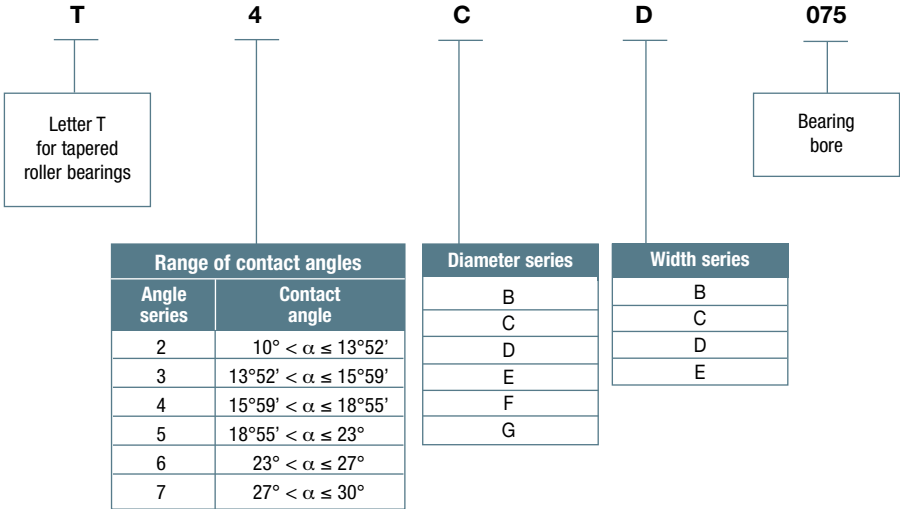 T 4 C D 075
Letter T
for tapered
roller bearings
Bearing
bore
Range of contact angles
Angle
series
Contact
angle
2 10° < α ≤ 13°52’
3 13°52’ < α ≤ 15°59’
4 15°59’ < α ≤ 18°55’
5 18°55’ < α ≤ 23°
6 23° < α ≤ 27°
7 27° < α ≤ 30°
Diameter series
B
C
D
E
F
G
Width series
B
C
D
E